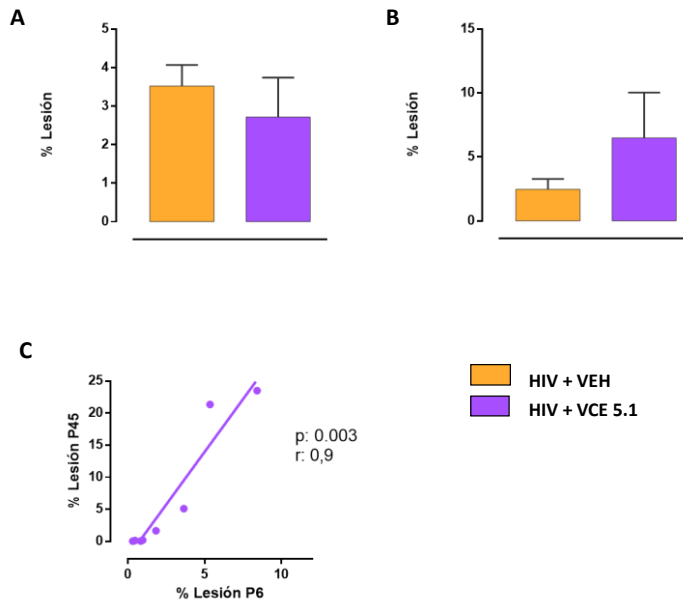 A
5
4
3
2
1
0
% Lesión
B
15
10
5
0
% Lesión
C
25
20
15
10
5
0
% Lesión P45
0 5 10
% Lesión P6
p: 0.003
r: 0,9
HIV + VEH
HIV + VCE 5.1